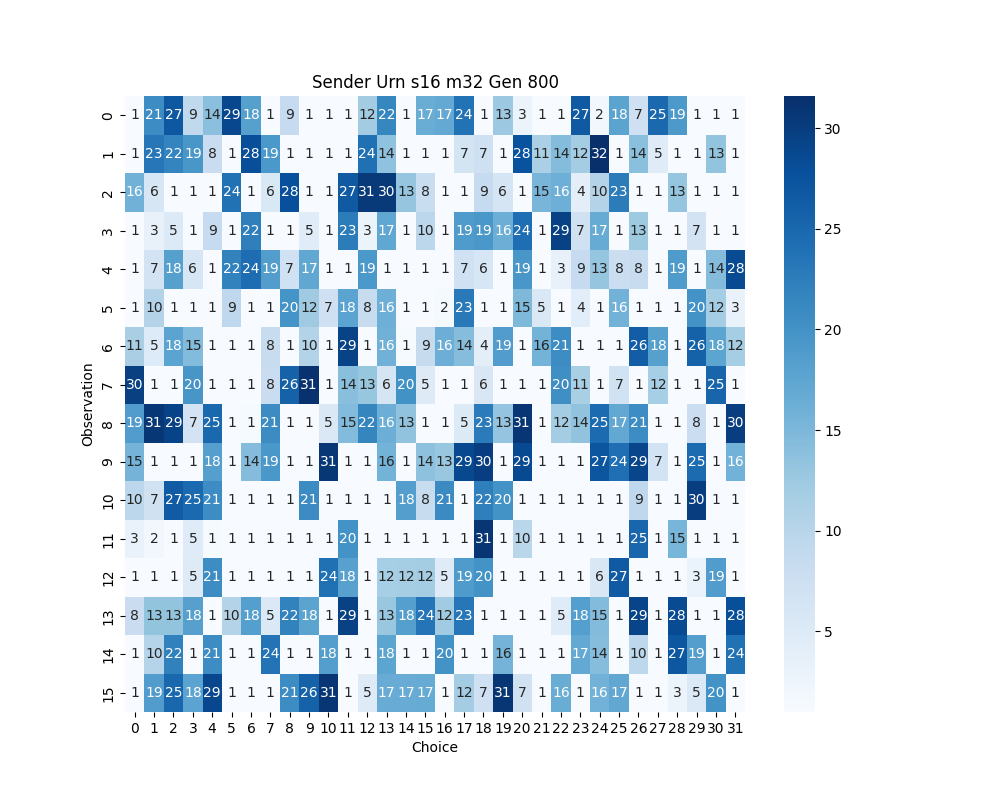 Sender Urn s16 m32 Gen 800
0 1 21 27 9 14 29 18 1 9 1 1 1 12 22 1 17 17 24 1 13 3 1 1 27 2 18 7 25 19 1 1 1
1 1 23 22 19 8 1 28 19 1 1 1 1 24 14 1 1 1 7 7 1 28 11 14 12 32 1 14 5 1 1 13 1
2 16 6 1 1 1 24 1 6 28 1 1 27 31 30 13 8 1 1 9 6 1 15 16 4 10 23 1 1 13 1 1 1
3 1 3 5 1 9 1 22 1 1 5 1 23 3 17 1 10 1 19 19 16 24 1 29 7 17 1 13 1 1 7 1 1
4 1 7 18 6 1 22 24 19 7 17 1 1 19 1 1 1 1 7 6 1 19 1 3 9 13 8 8 1 19 1 14 28
5 1 10 1 1 1 9 1 1 20 12 7 18 8 16 1 1 2 23 1 1 15 5 1 4 1 16 1 1 1 20 12 3
6 11 5 18 15 1 1 1 8 1 10 1 29 1 16 1 9 16 14 4 19 1 16 21 1 1 1 26 18 1 26 18 12
7 30 1 1 20 1 1 1 8 26 31 1 14 13 6 20 5 1 1 6 1 1 1 20 11 1 7 1 12 1 1 25 1
8 19 31 29 7 25 1 1 21 1 1 5 15 22 16 13 1 1 5 23 13 31 1 12 14 25 17 21 1 1 8 1 30
9 15 1 1 1 18 1 14 19 1 1 31 1 1 16 1 14 13 29 30 1 29 1 1 1 27 24 29 7 1 25 1 16
10 10 7 27 25 21 1 1 1 1 21 1 1 1 1 18 8 21 1 22 20 1 1 1 1 1 1 9 1 1 30 1 1
11 3 2 1 5 1 1 1 1 1 1 1 20 1 1 1 1 1 1 31 1 10 1 1 1 1 1 25 1 15 1 1 1
12 1 1 1 5 21 1 1 1 1 1 24 18 1 12 12 12 5 19 20 1 1 1 1 1 6 27 1 1 1 3 19 1
13 8 13 13 18 1 10 18 5 22 18 1 29 1 13 18 24 12 23 1 1 1 1 5 18 15 1 29 1 28 1 1 28
14 1 10 22 1 21 1 1 24 1 1 18 1 1 18 1 1 20 1 1 16 1 1 1 17 14 1 10 1 27 19 1 24
15 1 19 25 18 29 1 1 1 21 26 31 1 5 17 17 17 1 12 7 31 7 1 16 1 16 17 1 1 3 5 20 1
0 1 2 3 4 5 6 7 8 9 10 11 12 13 14 15 16 17 18 19 20 21 22 23 24 25 26 27 28 29 30 31
Choice
Observation
30
25
20
15
10
5